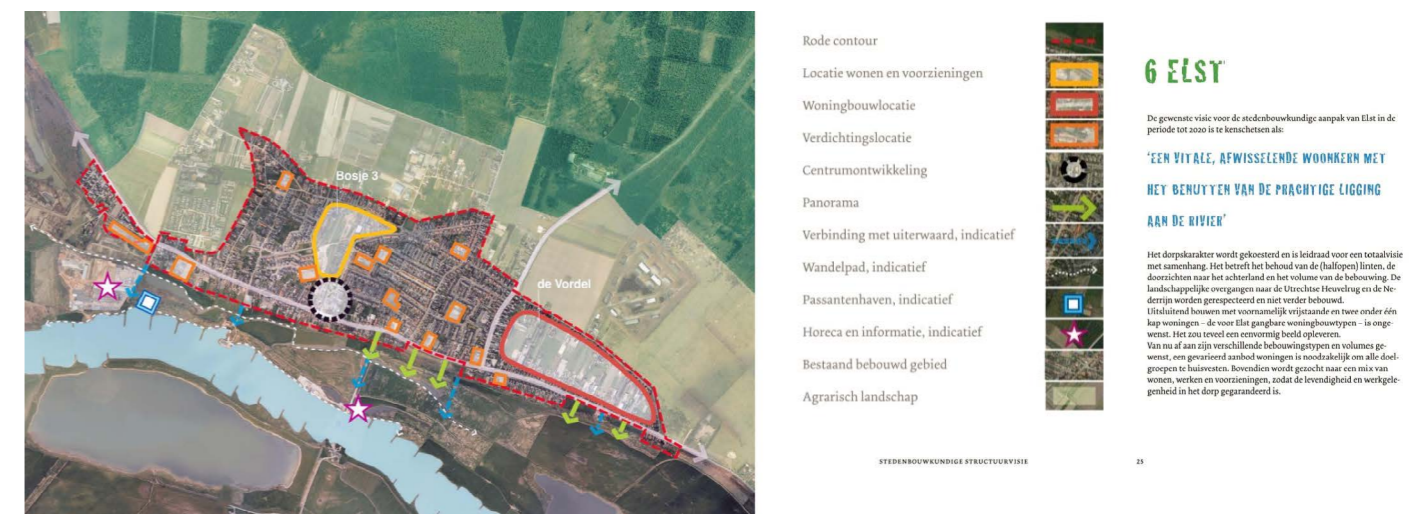 Bosje 3
de Vordel
Rode contour
Locatie wonen en voorzieningen
Woningbouwlocatie
Verdichtingslocatie
Centrumontwikkeling
Panorama
Verbinding met uiterwaard, indicatief
Wandelpad, indicatief
Passantenhaven, indicatief
Horeca en informatie, indicatief
Bestaand bebouwd gebied
Agrarisch landschap
STEDENBOUWKUNDIGE STRUCTUURVISIE
6 ELST
De gewenste visie voor de stedenbouwkundige aanpak van Elst in de
periode tot 2020 is te kenschetsen als:
'EEN VITALE, AFWISSELENDE WOONKERN MET
HET BENUTTEN VAN DE PRACHTIGE LIGGING
AAN DE RIVIER'
Het dorpskarakter wordt gekoesterd en is leidraad voor een totaalvisie
met samenhang. Het betreft het behoud van de (halfopen) linten, de
doorzichten naar het achterland en het volume van de bebouwing. De
landschappelijke overgangen naar de Utrechtse Heuvelrug en de Ne-
derrijn worden gerespecteerd en niet verder bebouwd.
Uitsluitend bouwen met voornamelijk vrijstaande en twee onder één
kap woningen – de voor Elst gangbare woningbouwtypen – is onge-
wenst. Het zou teveel een eenvormig beeld opleveren.
Van nu af aan zijn verschillende bebouwingstypen en volumes ge-
wenst, een gevarieerd aanbod woningen is noodzakelijk om alle doel-
groepen te huisvesten. Bovendien wordt gezocht naar een mix van
wonen, werken en voorzieningen, zodat de levendigheid en werkgele-
genheid in het dorp gegarandeerd is.
25